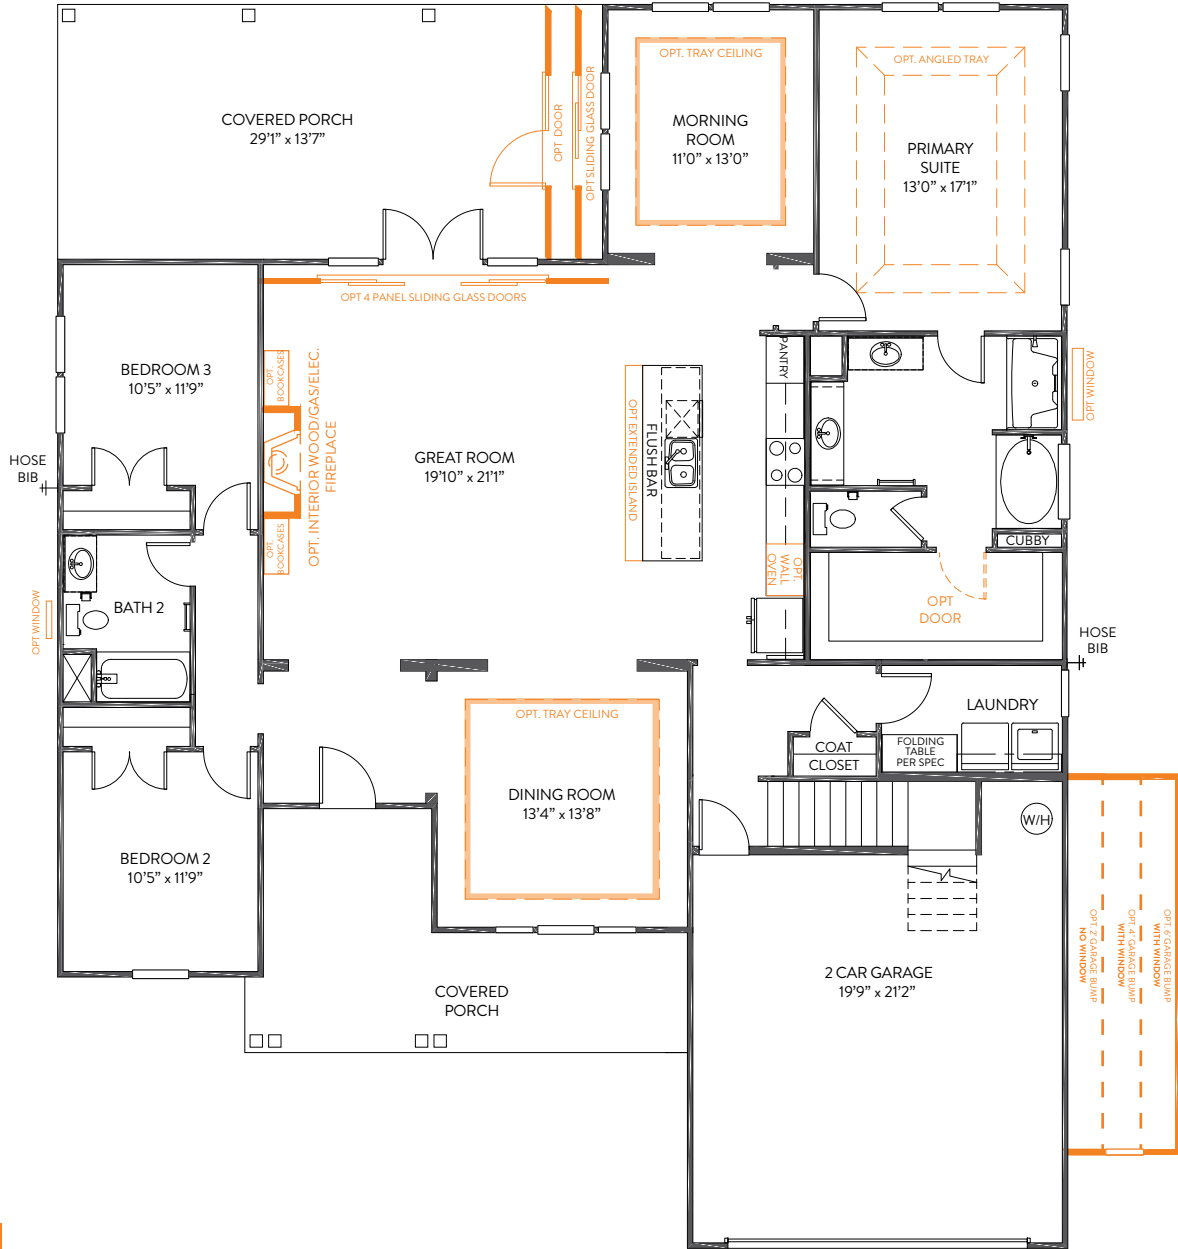 COVERED PORCH
29'1” x 13'7”
OPT DOOR
OPT SLIDING GLASS DOOR
OPT. TRAY CEILING
MORNING
ROOM
11'0” x 13'0”
OPT. ANGLED TRAY
PRIMARY
SUITE
13'0” x 17'1”
OPT 4 PANEL SLIDING GLASS DOORS
BEDROOM 3
10'5” x 11'9”
OPT.
BOOKCASES
OPT. INTERIOR WOOD/GAS/ELEC.
FIREPLACE
OPT.
BOOKCASES
GREAT ROOM
19'10” x 21'1”
OPT EXTENDED ISLAND
FLUSH BAR
PANTRY
OPT.
WALL
OVEN
OPT WINDOW
HOSE
BIB
CUBBY
OPT
DOOR
BATH 2
OPT WINDOW
HOSE
BIB
LAUNDRY
FOLDING
TABLE
PER SPEC
COAT
CLOSET
OPT. TRAY CEILING
DINING ROOM
13'4” x 13'8”
W/H
BEDROOM 2
10'5” x 11'9”
COVERED
PORCH
2 CAR GARAGE
19'9” x 21'2”
OPT. 2' GARAGE BUMP
NO WINDOW
OPT. 4' GARAGE BUMP
WITH WINDOW
OPT. 6' GARAGE BUMP
WITH WINDOW